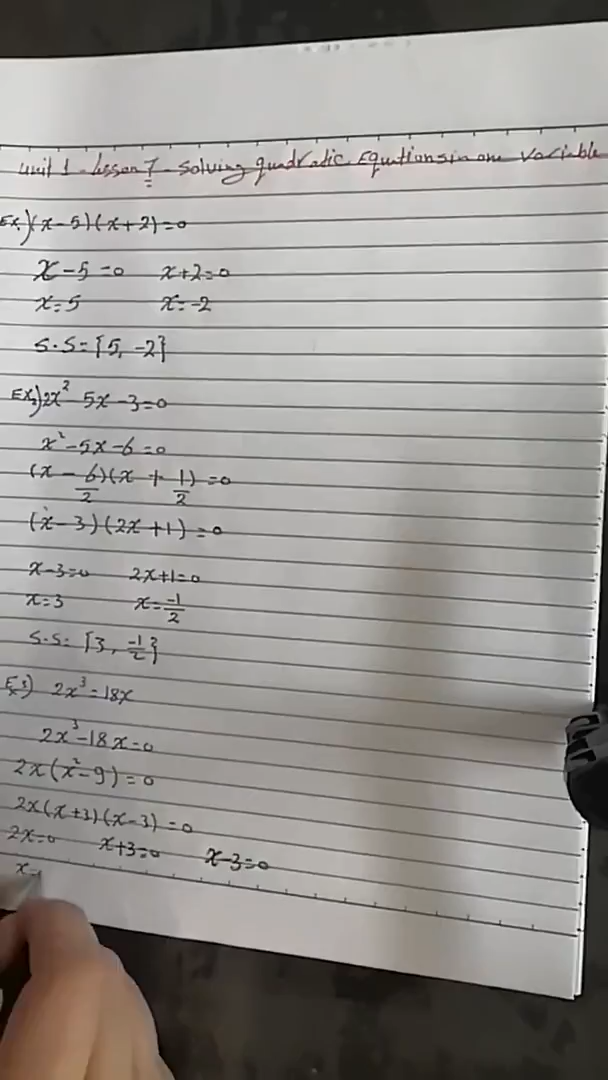 Unit 1 - Lesson 7 - Solving quadratic Equations in one variable
Ex1) (x-5)(x+2)=0
x-5=0 x+2=0
x=5 x=-2
S.S={5, -2}
Ex2) 2x² 5x-3=0
x²-5x-6=0
(x - 6/2)(x + 1/2)=0
(x-3)(2x+1)=0
x-3=0 2x+1=0
x=3 x=-1/2
S.S={3, -1/2}
Ex3) 2x³=18x
2x³-18x=0
2x(x²-9)=0
2x(x+3)(x-3)=0
2x=0 x+3=0 x-3=0
x=